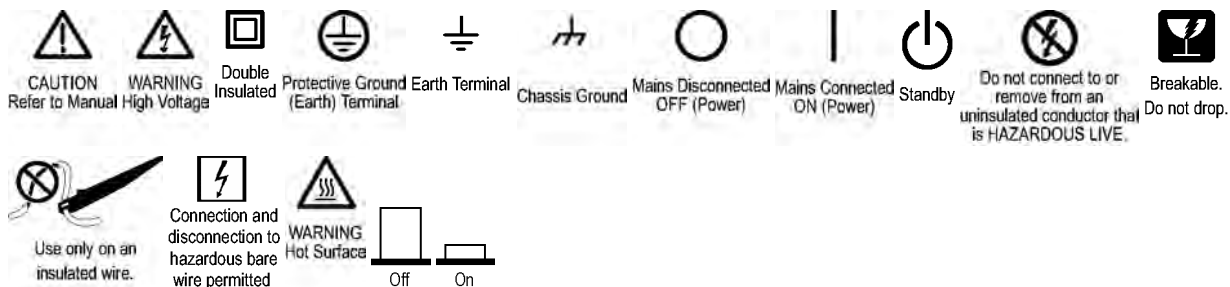 CAUTION
Refer to Manual
WARNING
High Voltage
Double
Insulated
Protective Ground
(Earth) Terminal
Earth Terminal
Chassis Ground
Mains Disconnected
OFF (Power)
Mains Connected
ON (Power)
Standby
Do not connect to or
remove from an
uninsulated conductor that
is HAZARDOUS LIVE.
Breakable.
Do not drop.
Use only on an
insulated wire.
Connection and
disconnection to
hazardous bare
wire permitted
WARNING
Hot Surface
Off
On